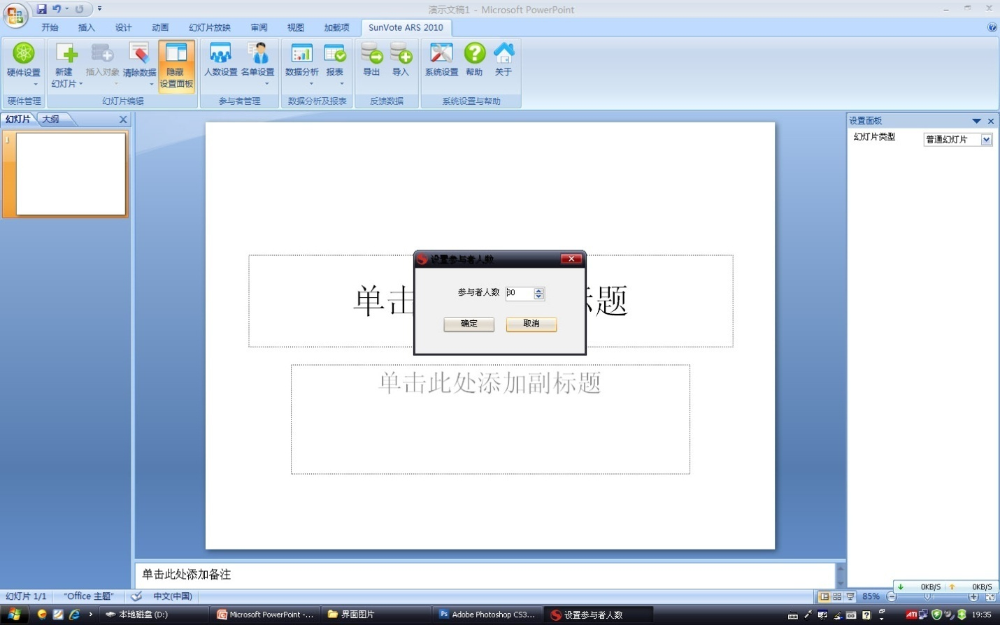 演示文稿1 - Microsoft PowerPoint
开始 插入 设计 动画 幻灯片放映 审阅 视图 加载项 SunVote ARS 2010
硬件设置 新建 幻灯片 插入对象 清除数据 隐藏 设置面板 人数设置 名单设置 数据分析 报表 导出 导入 系统设置 帮助 关于
硬件管理 幻灯片编辑 参与者管理 数据分析及报表 反馈数据 系统设置与帮助
幻灯片 大纲
1
设置面板
幻灯片类型 普通幻灯片
设置参与者人数
参与者人数 30
确定 取消
单击 标题
单击此处添加副标题
单击此处添加备注
0KB/S 0KB/S
幻灯片 1/1 "Office 主题" 中文(中国) 85%
本地磁盘 (D:) Microsoft PowerPoint -... 界面图片 Ps Adobe Photoshop CS3... 设置参与者人数 ATI 19:35